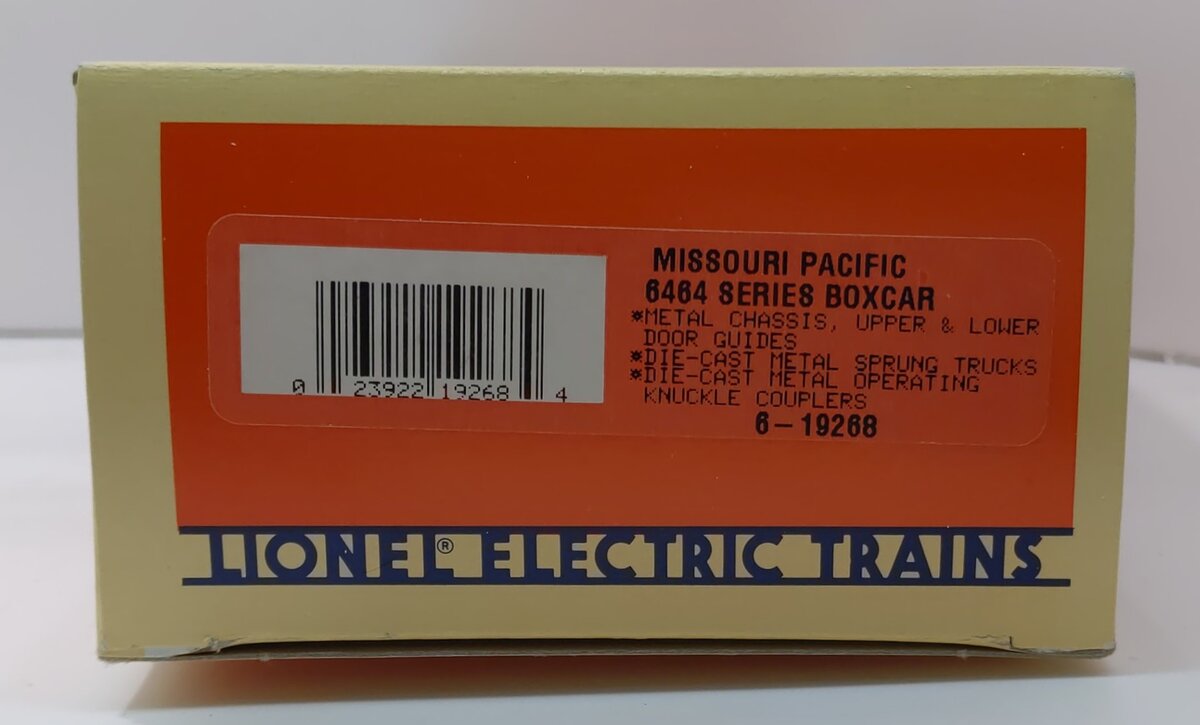 MISSOURI PACIFIC
6464 SERIES BOXCAR
*METAL CHASSIS, UPPER & LOWER
DOOR GUIDES
*DIE-CAST METAL SPRUNG TRUCKS
*DIE-CAST METAL OPERATING
KNUCKLE COUPLERS
6-19268
0 23922 19268 4
LIONEL® ELECTRIC TRAINS